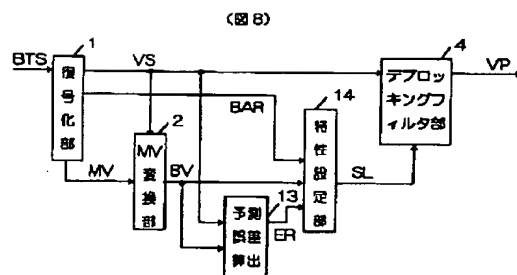 (図8)
1
4
BTS
VS
VP
復号化部
デブロッキングフィルタ部
BAR
14
2
MV
MV変換部
BV
特性設定部
SL
13
予測誤差算出
ER